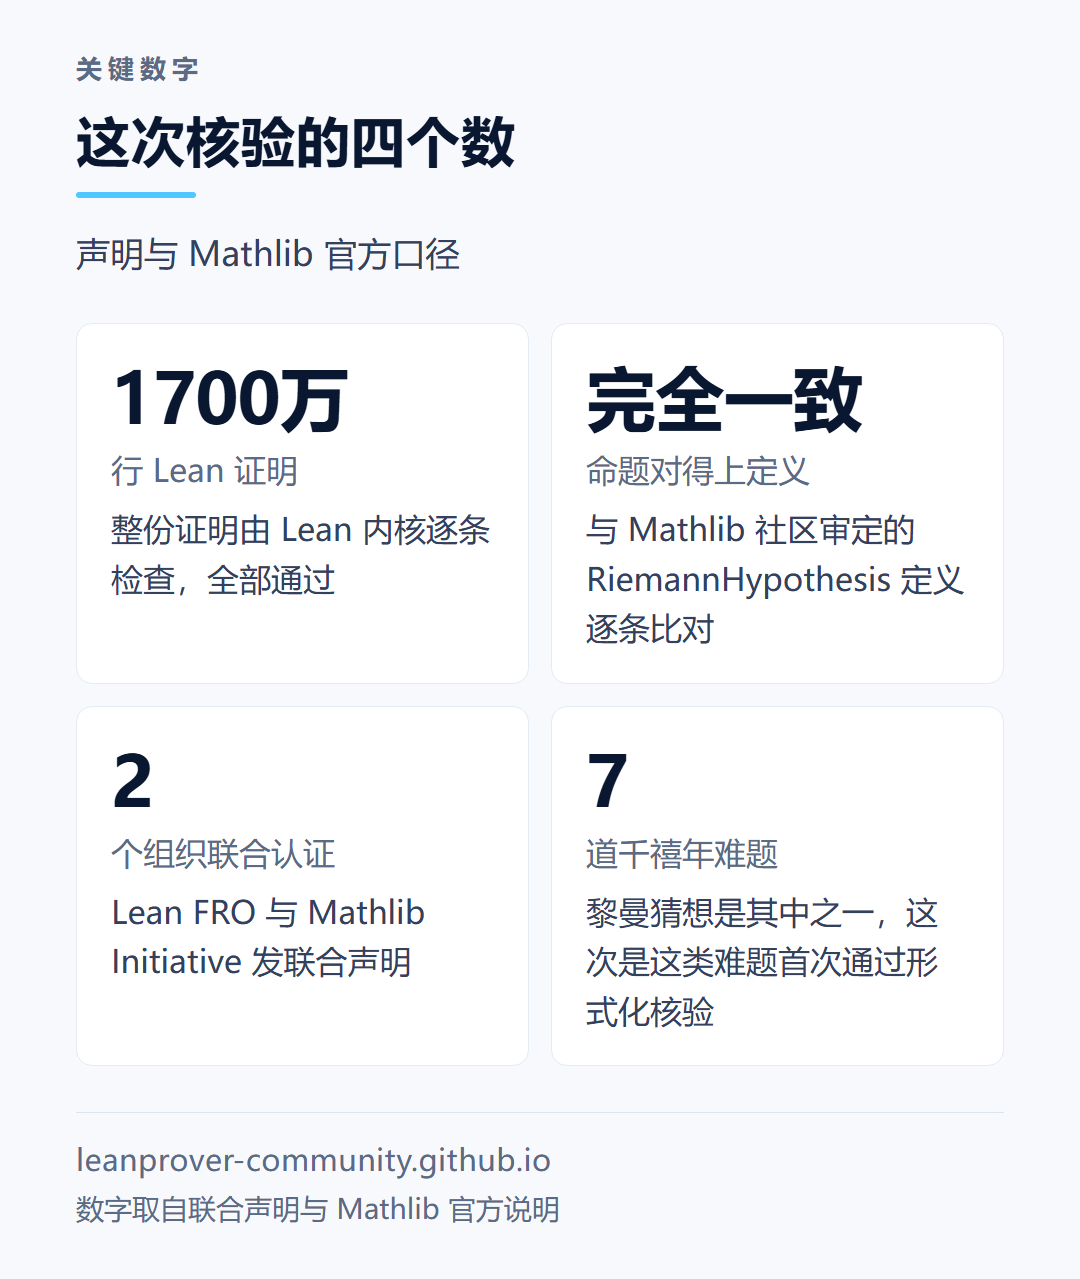 关键数字
这次核验的四个数
声明与 Mathlib 官方口径
1700万
行 Lean 证明
整份证明由 Lean 内核逐条
检查，全部通过
完全一致
命题对得上定义
与 Mathlib 社区审定的
RiemannHypothesis 定义
逐条比对
2
个组织联合认证
Lean FRO 与 Mathlib
Initiative 发联合声明
7
道千禧年难题
黎曼猜想是其中之一，这
次是这类难题首次通过形
式化核验
leanprover-community.github.io
数字取自联合声明与 Mathlib 官方说明